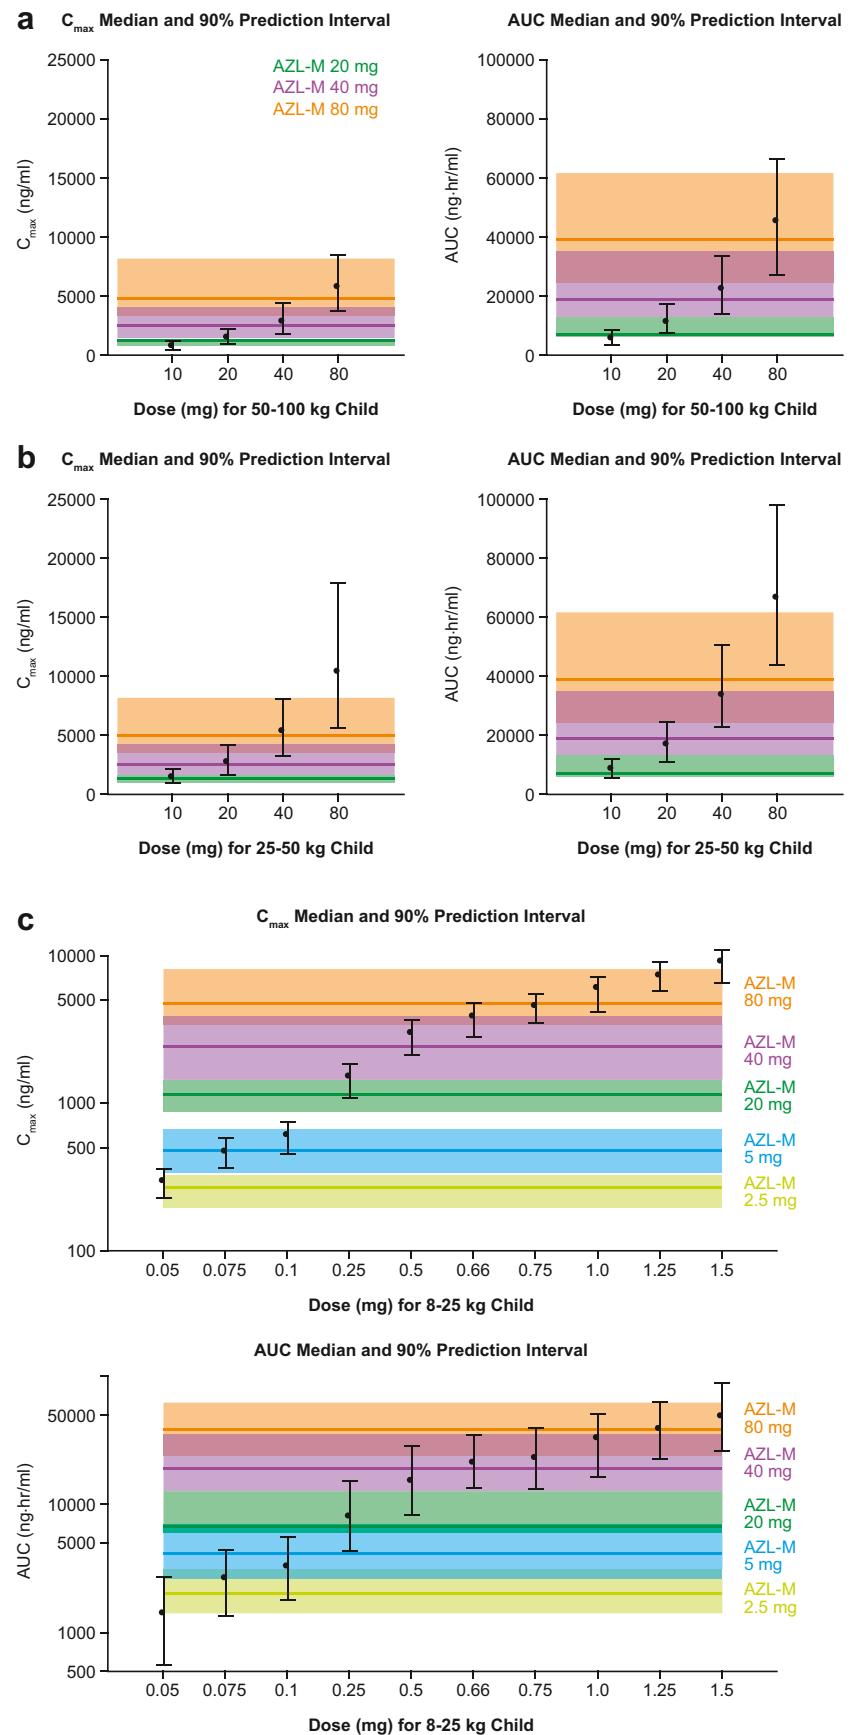 a
C_max Median and 90% Prediction Interval
AUC Median and 90% Prediction Interval
AZL-M 20 mg
AZL-M 40 mg
AZL-M 80 mg
25000
20000
15000
10000
5000
0
C_max (ng/ml)
10 20 40 80
Dose (mg) for 50-100 kg Child
100000
80000
60000
40000
20000
0
AUC (ng·hr/ml)
10 20 40 80
Dose (mg) for 50-100 kg Child
b
C_max Median and 90% Prediction Interval
AUC Median and 90% Prediction Interval
25000
20000
15000
10000
5000
0
C_max (ng/ml)
10 20 40 80
Dose (mg) for 25-50 kg Child
100000
80000
60000
40000
20000
0
AUC (ng·hr/ml)
10 20 40 80
Dose (mg) for 25-50 kg Child
c
C_max Median and 90% Prediction Interval
10000
5000
1000
500
100
C_max (ng/ml)
AZL-M
80 mg
AZL-M
40 mg
AZL-M
20 mg
AZL-M
5 mg
AZL-M
2.5 mg
0.05 0.075 0.1 0.25 0.5 0.66 0.75 1.0 1.25 1.5
Dose (mg) for 8-25 kg Child
AUC Median and 90% Prediction Interval
50000
10000
5000
1000
500
AUC (ng·hr/ml)
AZL-M
80 mg
AZL-M
40 mg
AZL-M
20 mg
AZL-M
5 mg
AZL-M
2.5 mg
0.05 0.075 0.1 0.25 0.5 0.66 0.75 1.0 1.25 1.5
Dose (mg) for 8-25 kg Child